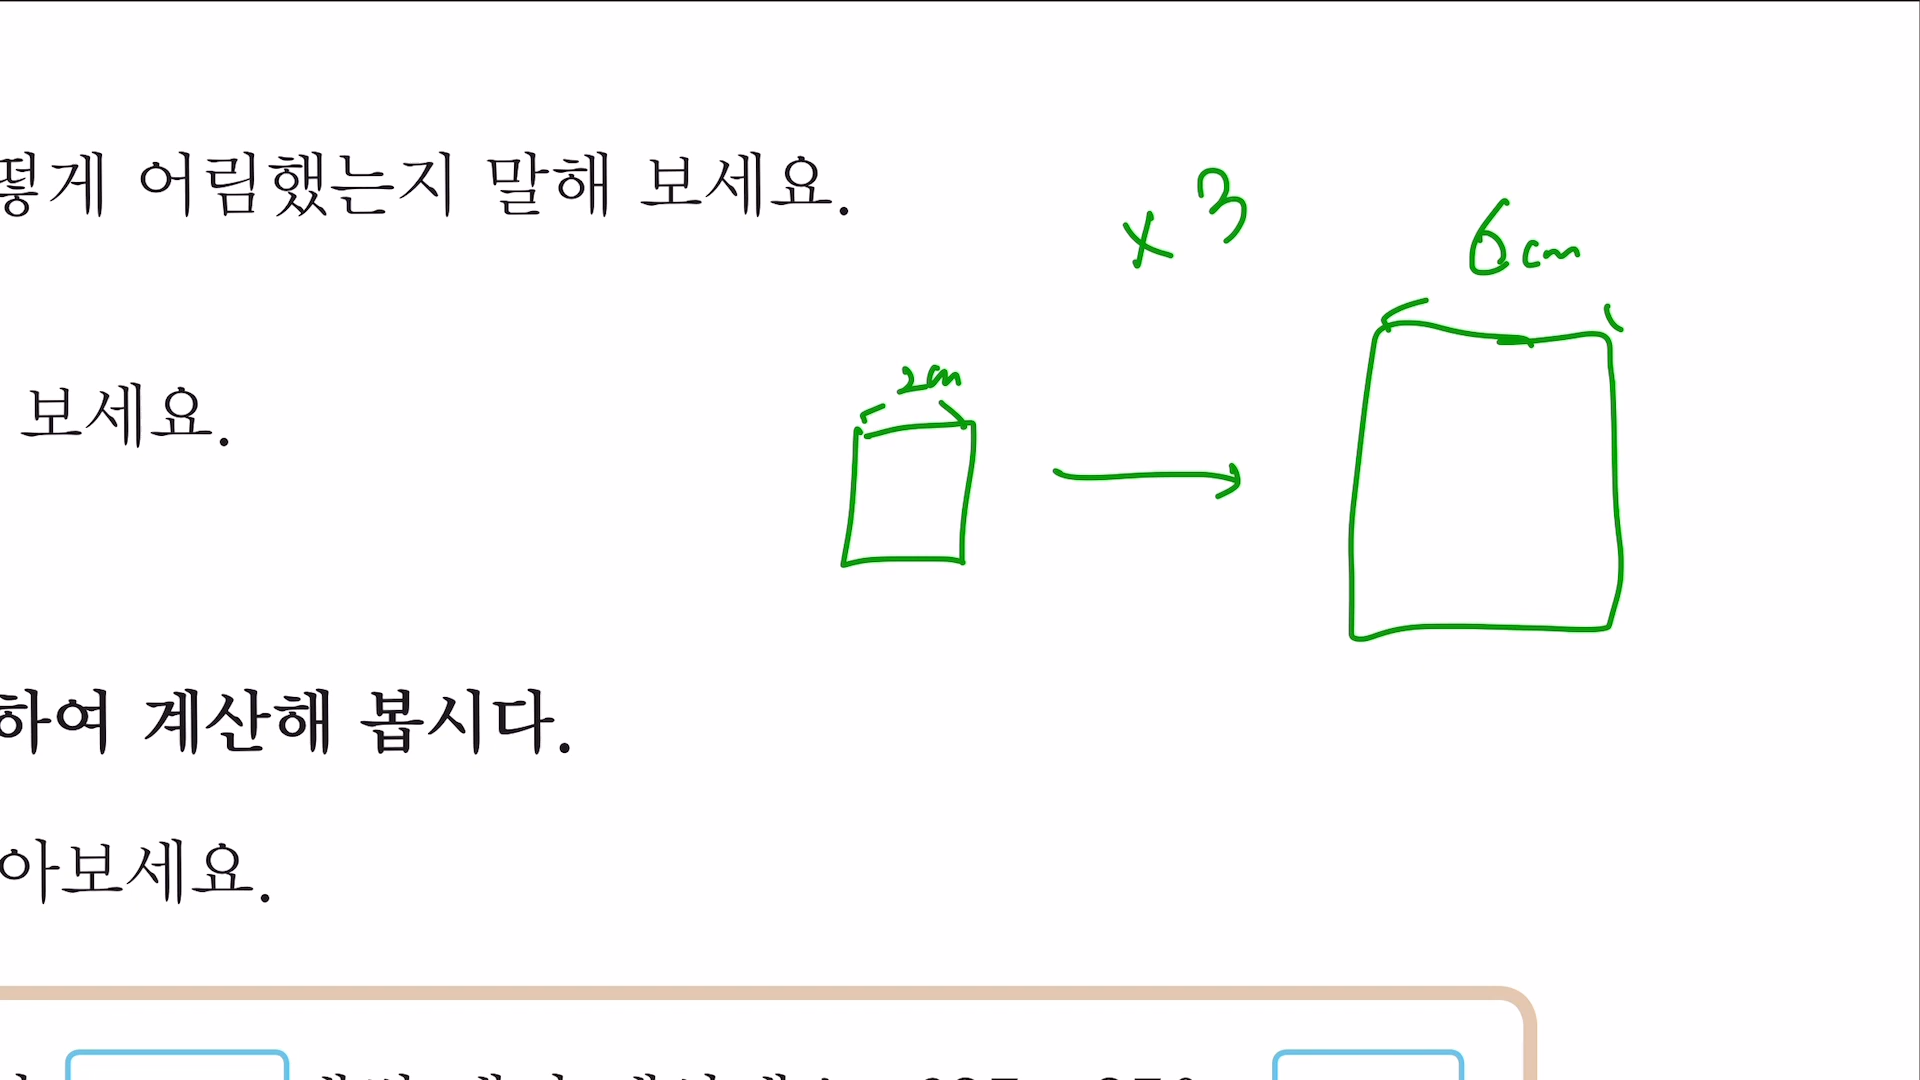 떻게 어림했는지 말해 보세요.
× 3
6cm
2cm
보세요.
하여 계산해 봅시다.
아보세요.